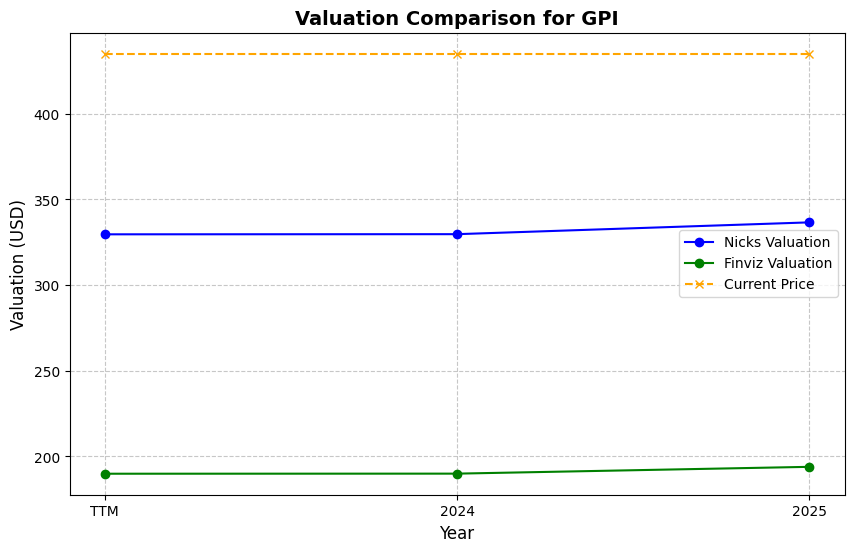 Valuation Comparison for GPI
Valuation (USD)
400
350
300
250
200
Nicks Valuation
Finviz Valuation
Current Price
TTM
2024
2025
Year